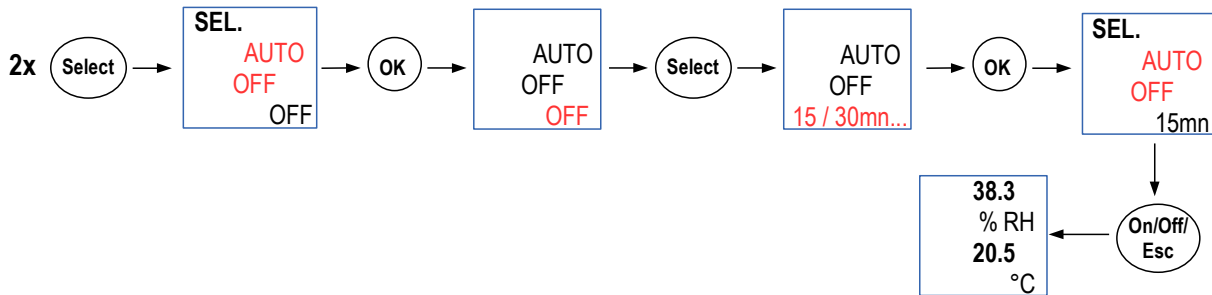 2x
Select
SEL.
AUTO
OFF
OFF
OK
AUTO
OFF
OFF
Select
AUTO
OFF
15 / 30mn...
OK
SEL.
AUTO
OFF
15mn
On/Off/
Esc
38.3
% RH
20.5
°C